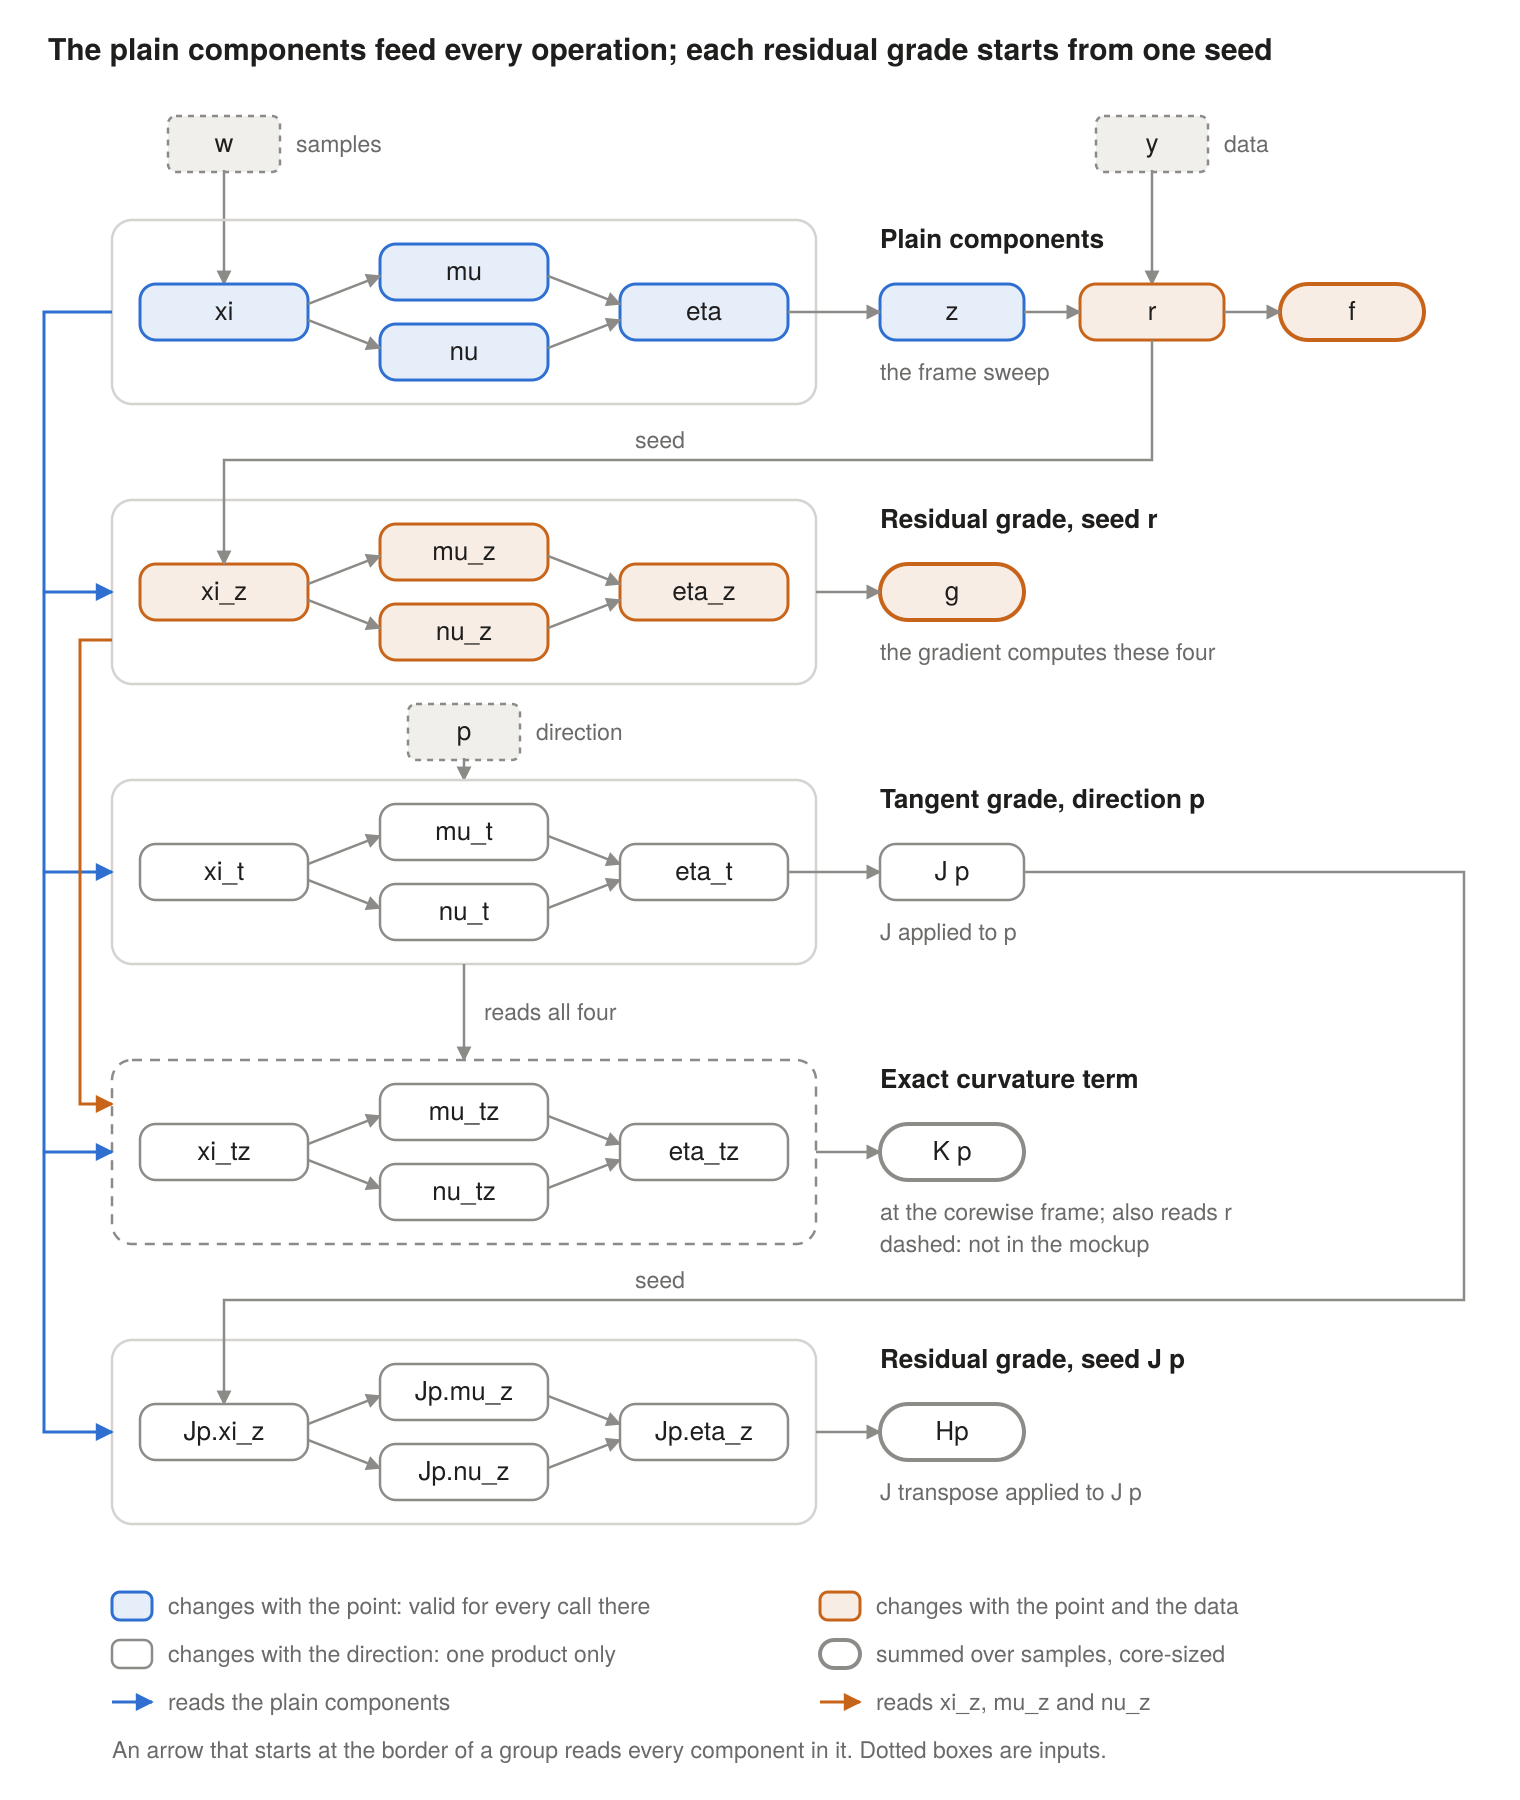 The plain components feed every operation; each residual grade starts from one seed
w
samples
y
data
Plain components
xi
mu
nu
eta
z
r
f
the frame sweep
seed
Residual grade, seed r
xi_z
mu_z
nu_z
eta_z
g
the gradient computes these four
p
direction
Tangent grade, direction p
xi_t
mu_t
nu_t
eta_t
J p
J applied to p
reads all four
Exact curvature term
xi_tz
mu_tz
nu_tz
eta_tz
K p
at the corewise frame; also reads r
dashed: not in the mockup
seed
Residual grade, seed J p
Jp.xi_z
Jp.mu_z
Jp.nu_z
Jp.eta_z
Hp
J transpose applied to J p
changes with the point: valid for every call there
changes with the point and the data
changes with the direction: one product only
summed over samples, core-sized
reads the plain components
reads xi_z, mu_z and nu_z
An arrow that starts at the border of a group reads every component in it. Dotted boxes are inputs.